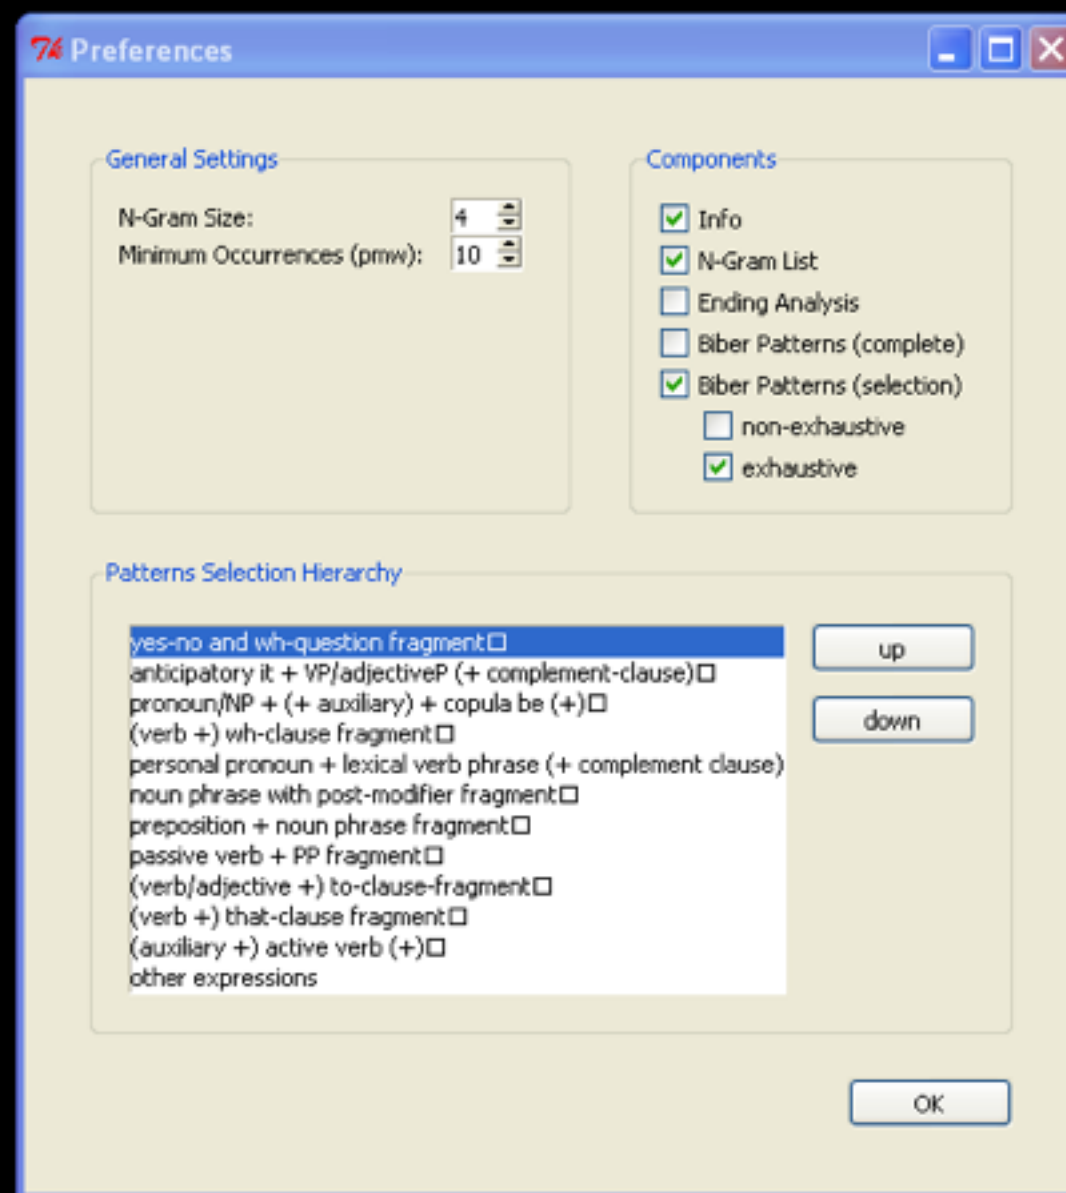 7% Preferences
General Settings
N-Gram Size: 4
Minimum Occurrences (pmw): 10
Components
Info
N-Gram List
Ending Analysis
Biber Patterns (complete)
Biber Patterns (selection)
non-exhaustive
exhaustive
Patterns Selection Hierarchy
yes-no and wh-question fragment□
anticipatory it + VP/adjectiveP (+ complement-clause)□
pronoun/NP + (+ auxiliary) + copula be (+)□
(verb +) wh-clause fragment□
personal pronoun + lexical verb phrase (+ complement clause)
noun phrase with post-modifier fragment□
preposition + noun phrase fragment□
passive verb + PP fragment□
(verb/adjective +) to-clause-fragment□
(verb +) that-clause fragment□
(auxiliary +) active verb (+)□
other expressions
up
down
OK